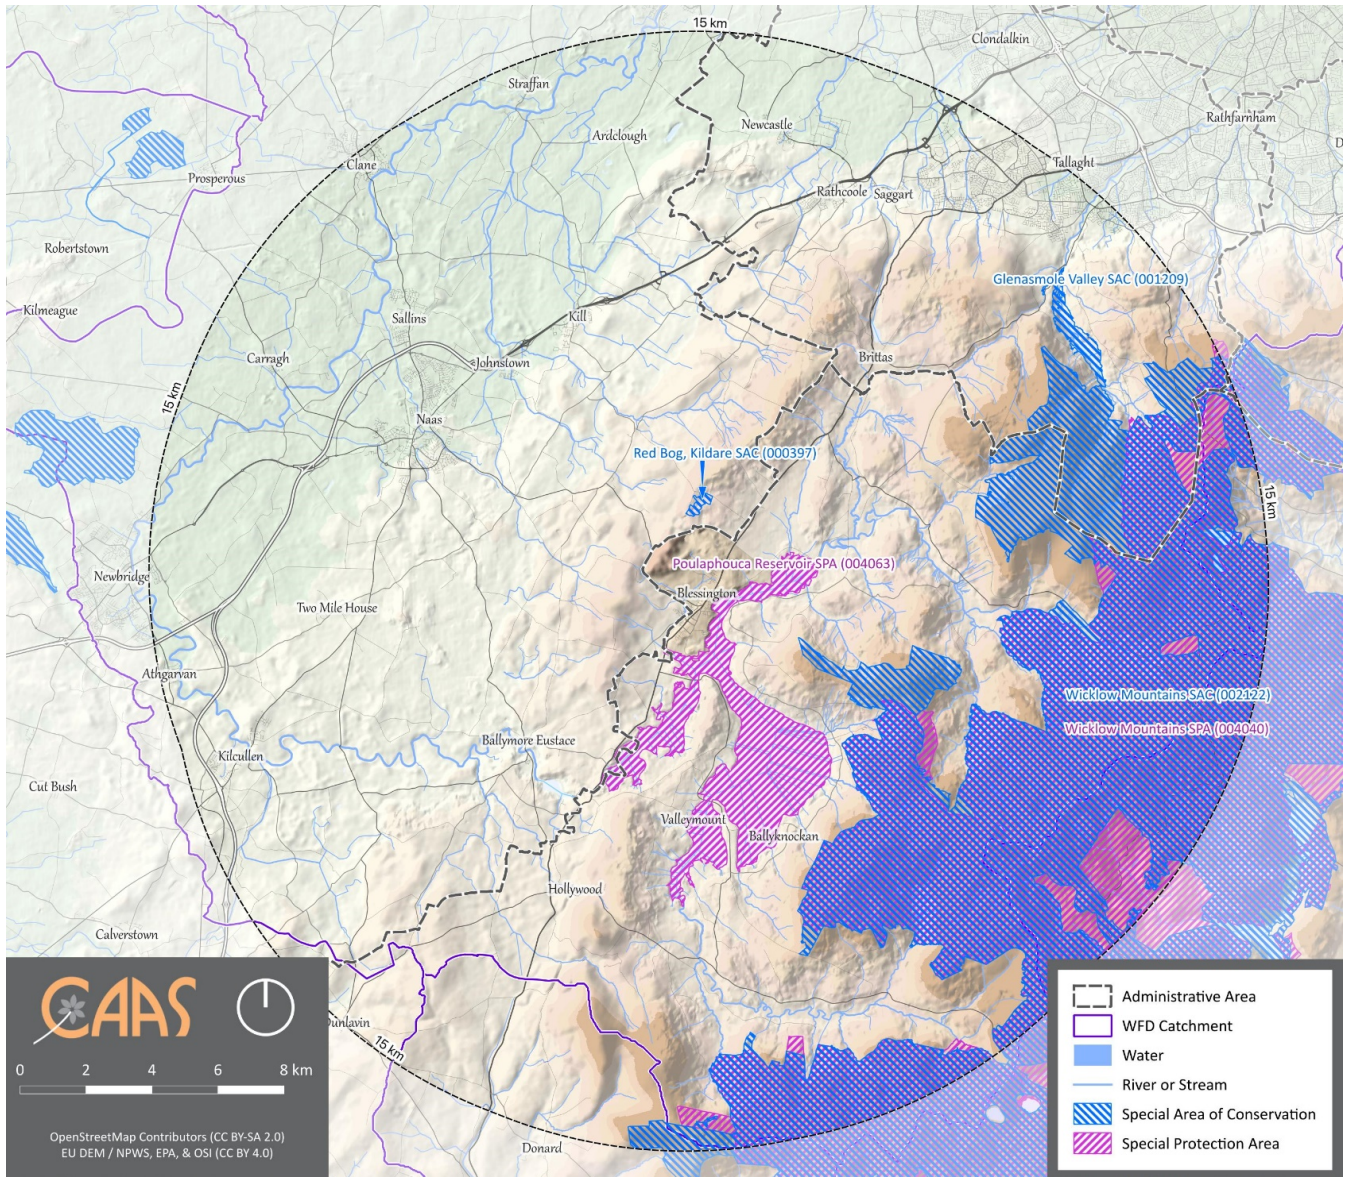 15 km
Clondalkin
Straffan
Rathfarnham
Newcastle
Ardclough
Clane
Tallaght
Prosperous
Rathcoole
Saggart
Robertstown
Glenasmole Valley SAC (001209)
Kilmeague
Sallins
Kill
Carragh
Johnstown
Brittas
15 km
Naas
Red Bog, Kildare SAC (000397)
15 km
Poulaphouca Reservoir SPA (004063)
Newbridge
Blessington
Two Mile House
Athgarvan
Wicklow Mountains SAC (002122)
Wicklow Mountains SPA (004040)
Ballymore Eustace
Kilcullen
Cut Bush
Valleymount
Ballyknockan
Hollywood
Calverstown
Dunlavin
15 km
Donard
CAAS
0 2 4 6 8 km
OpenStreetMap Contributors (CC BY-SA 2.0)
EU DEM / NPWS, EPA, & OSI (CC BY 4.0)
Administrative Area
WFD Catchment
Water
River or Stream
Special Area of Conservation
Special Protection Area